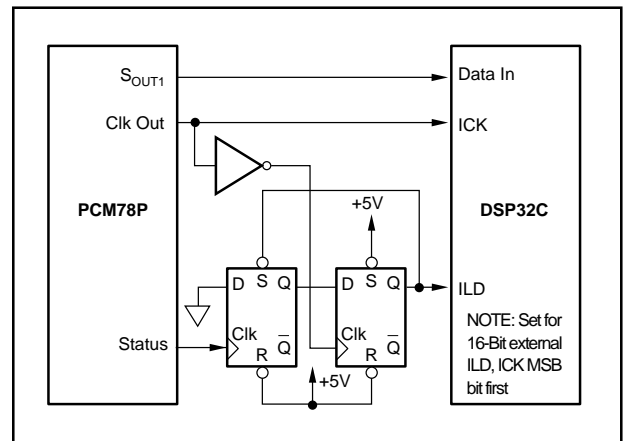 S_OUT1
Data In
Clk Out
ICK
PCM78P
DSP32C
+5V
D S Q
D S Q
ILD
Clk
Q̅
R
Clk
Q̅
R
Status
+5V
NOTE: Set for
16-Bit external
ILD, ICK MSB
bit first